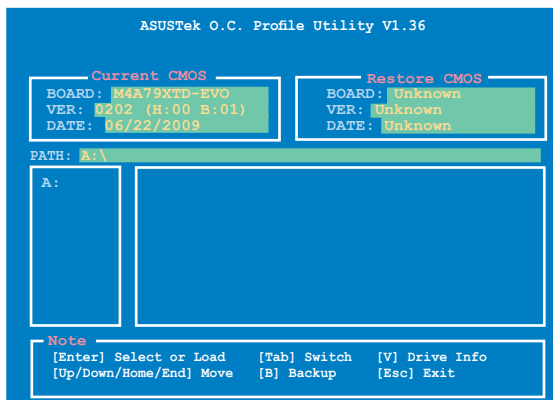 ASUSTek O.C. Profile Utility V1.36
Current CMOS
BOARD: M4A79XTD-EVO
VER: 0202 (H:00 B:01)
DATE: 06/22/2009
Restore CMOS
BOARD: Unknown
VER: Unknown
DATE: Unknown
PATH: A:\
A:
Note
[Enter] Select or Load [Tab] Switch [V] Drive Info
[Up/Down/Home/End] Move [B] Backup [Esc] Exit